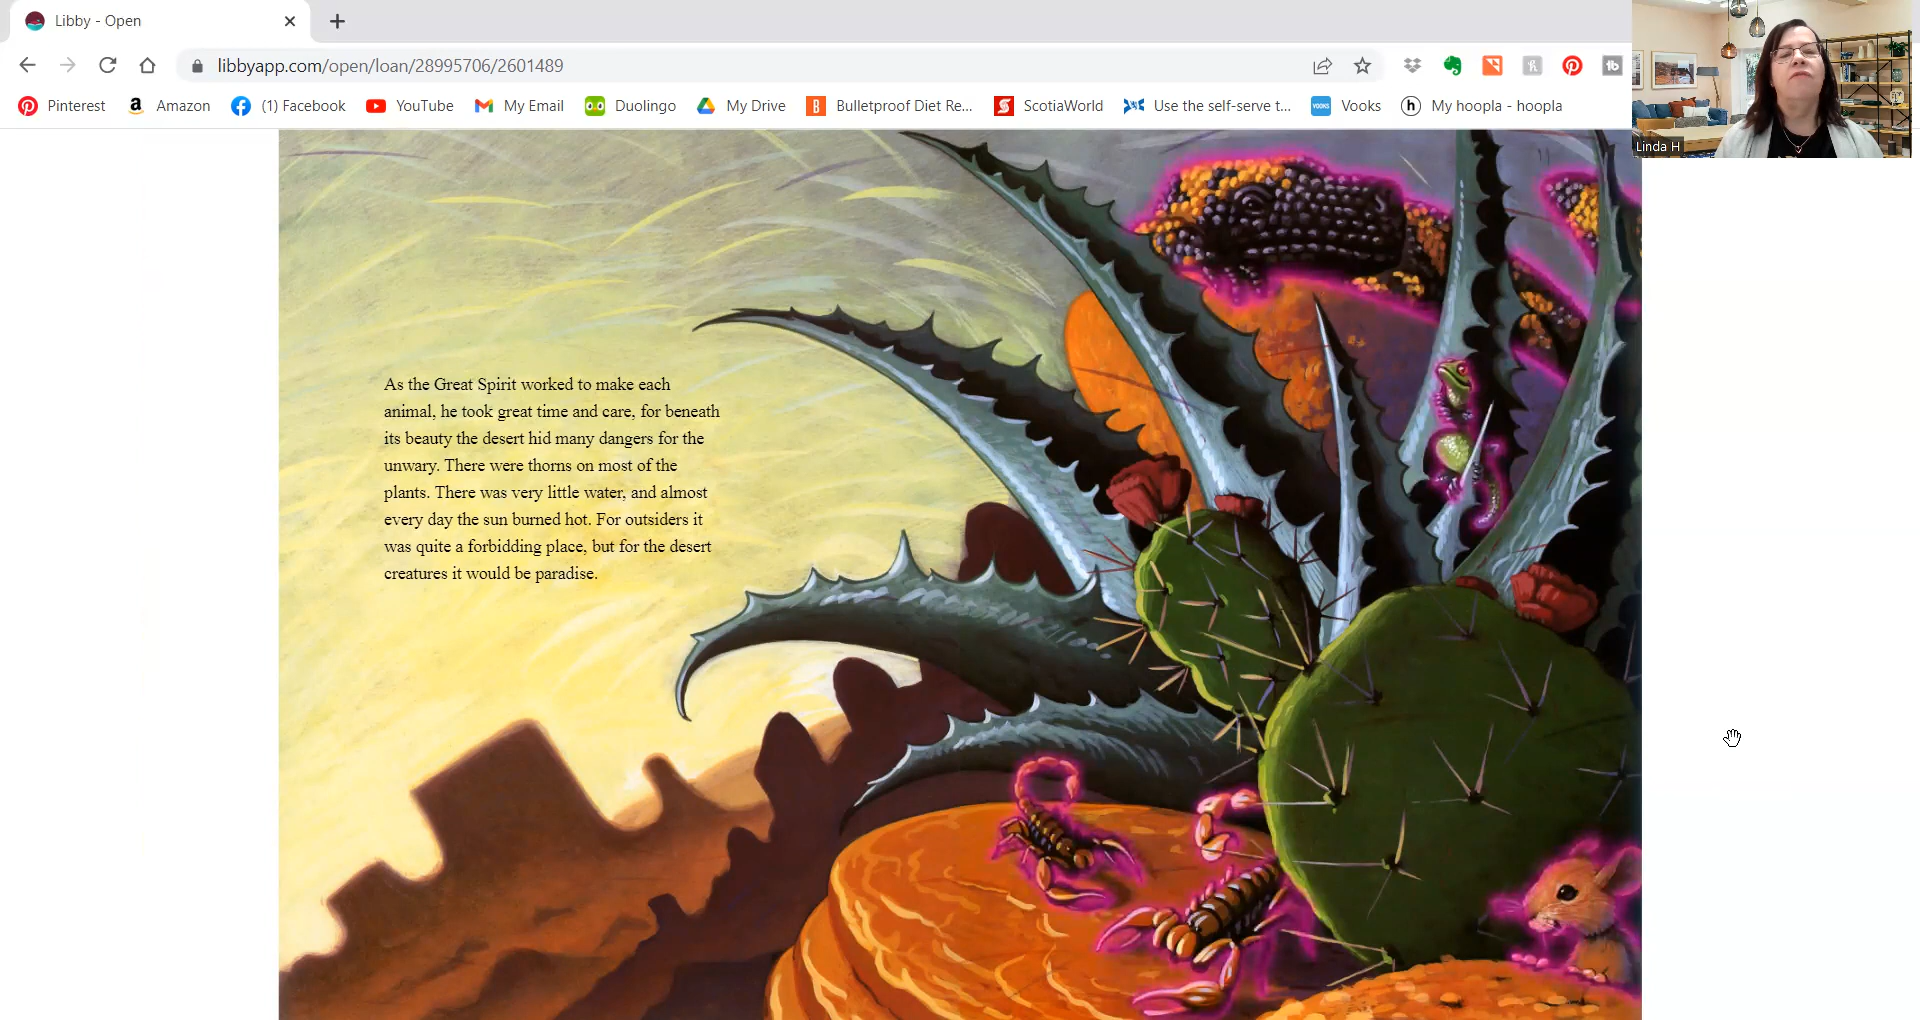 Libby - Open
libbyapp.com/open/loan/28995706/2601489
Pinterest
Amazon
(1) Facebook
YouTube
My Email
Duolingo
My Drive
Bulletproof Diet Re...
ScotiaWorld
Use the self-serve t...
Vooks
My hoopla - hoopla
Linda H
As the Great Spirit worked to make each
animal, he took great time and care, for beneath
its beauty the desert hid many dangers for the
unwary. There were thorns on most of the
plants. There was very little water, and almost
every day the sun burned hot. For outsiders it
was quite a forbidding place, but for the desert
creatures it would be paradise.